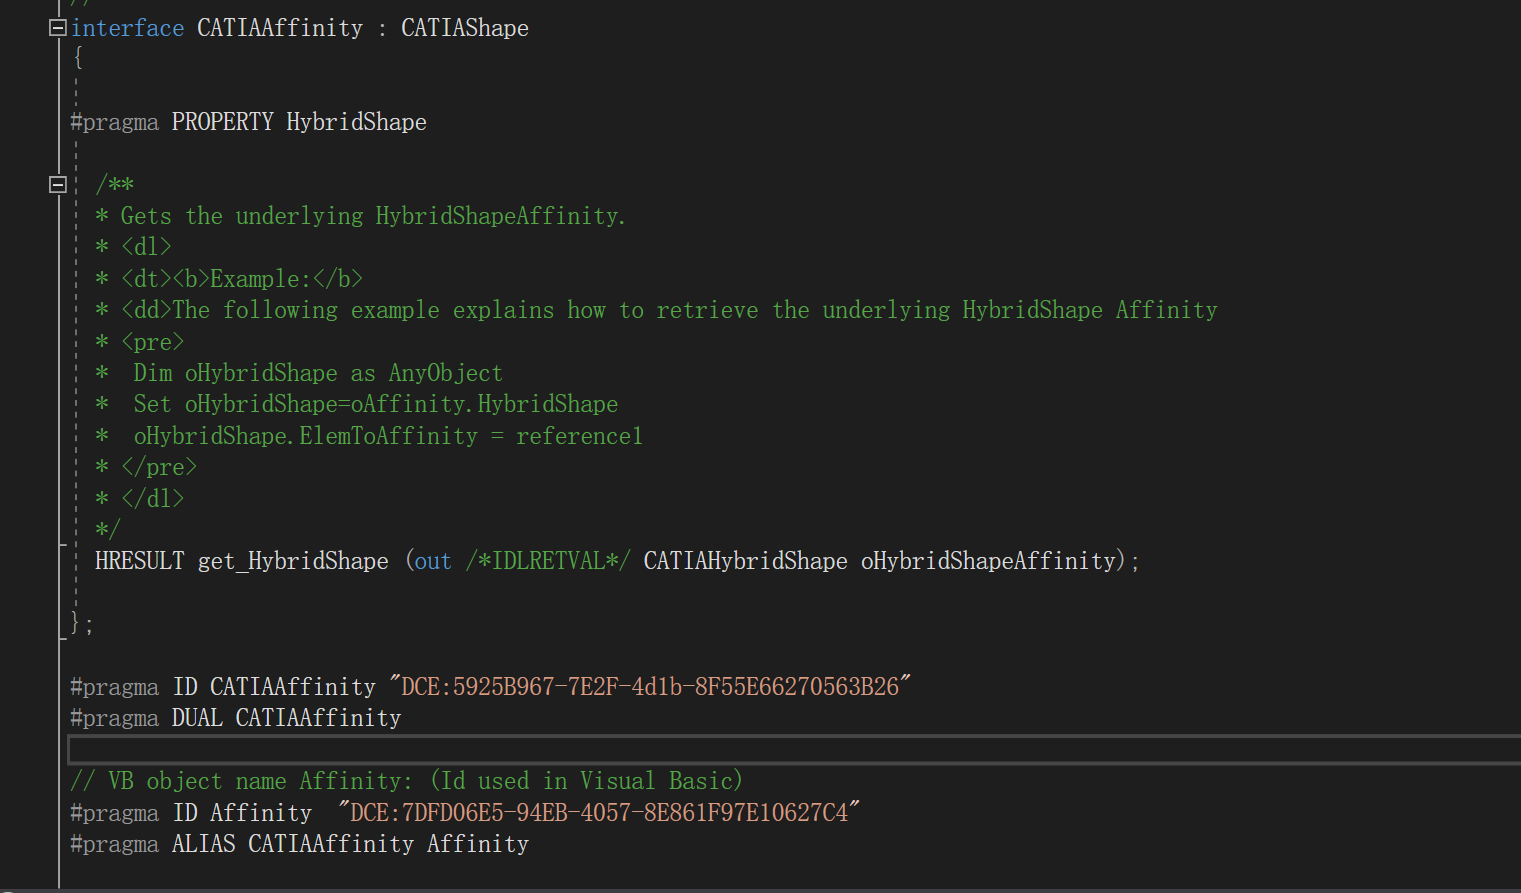 //
interface CATIAAffinity : CATIAShape
{
#pragma PROPERTY HybridShape
/**
* Gets the underlying HybridShapeAffinity.
* <dl>
* <dt><b>Example:</b>
* <dd>The following example explains how to retrieve the underlying HybridShape Affinity
* <pre>
*  Dim oHybridShape as AnyObject
*  Set oHybridShape=oAffinity.HybridShape
*  oHybridShape.ElemToAffinity = reference1
* </pre>
* </dl>
*/
HRESULT get_HybridShape (out /*IDLRETVAL*/ CATIAHybridShape oHybridShapeAffinity);
};
#pragma ID CATIAAffinity "DCE:5925B967-7E2F-4d1b-8F55E66270563B26"
#pragma DUAL CATIAAffinity
// VB object name Affinity: (Id used in Visual Basic)
#pragma ID Affinity  "DCE:7DFD06E5-94EB-4057-8E861F97E10627C4"
#pragma ALIAS CATIAAffinity Affinity